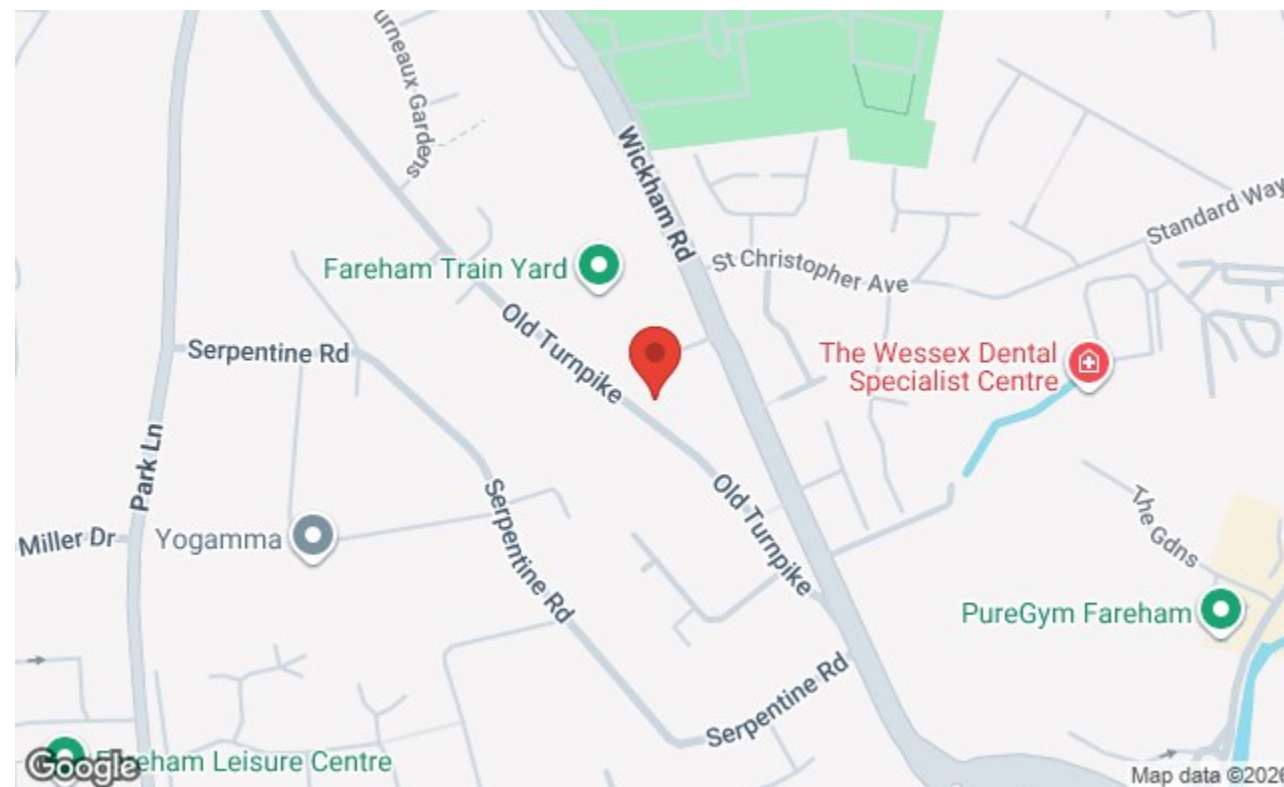 urneaux Gardens
Wickham Rd
Standard Way
St Christopher Ave
Fareham Train Yard
Old Turnpike
Serpentine Rd
The Wessex Dental
Specialist Centre
Park Ln
Serpentine Rd
Old Turnpike
The Gdns
Miller Dr
Yogamma
PureGym Fareham
Serpentine Rd
Fareham Leisure Centre
Google
Map data ©2026